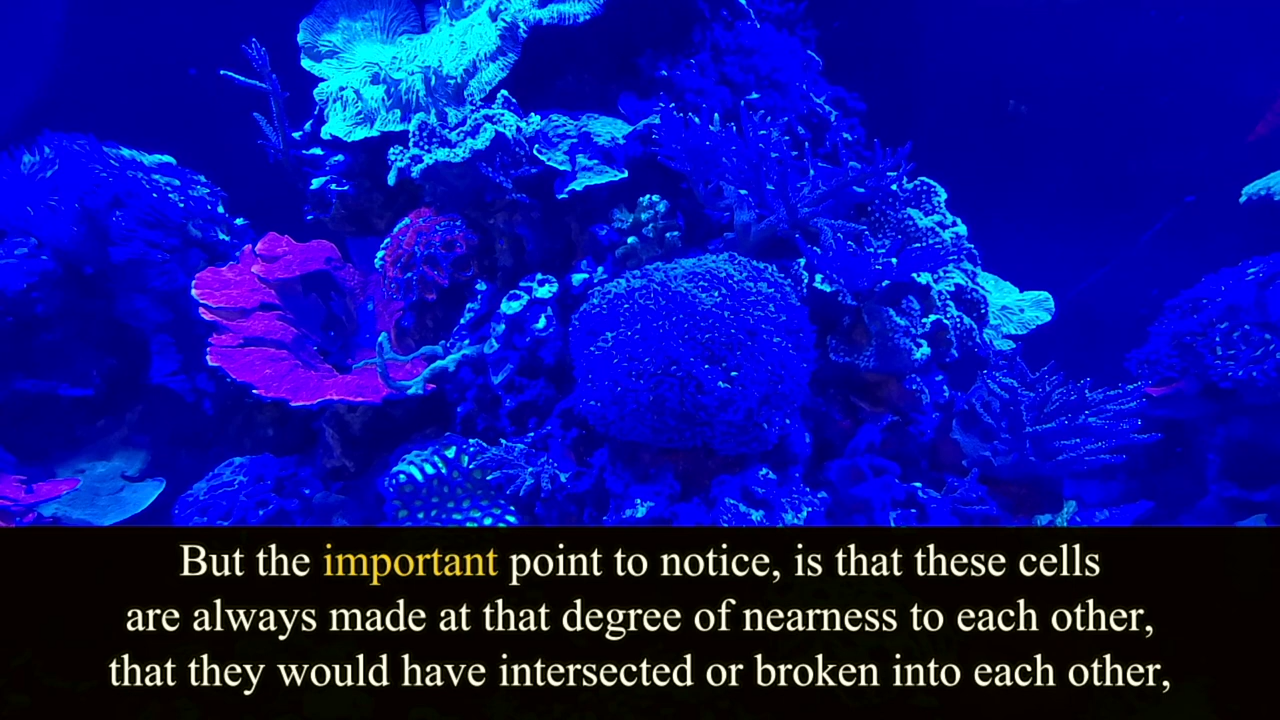 But the important point to notice, is that these cells
are always made at that degree of nearness to each other,
that they would have intersected or broken into each other,